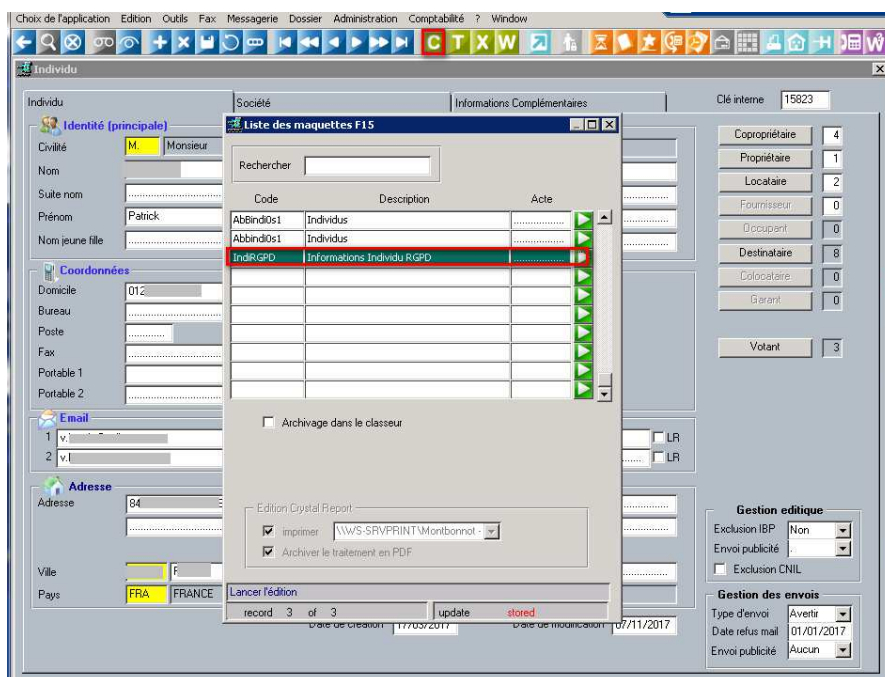 Choix de l'application Edition Outils Fax Messagerie Dossier Administration Comptabilité ? Window
C T X W
Individu
Individu Société Informations Complémentaires Clé interne 15823
Identité (principale)
Civilité M. Monsieur
Nom
Suite nom
Prénom Patrick
Nom jeune fille
Coordonnées
Domicile 012
Bureau
Poste
Fax
Portable 1
Portable 2
Email
1 v.
2 v.
LR
LR
Adresse
Adresse 84
Ville
Pays FRA FRANCE
Date de création 17/03/2017 Date de modification 07/11/2017
Liste des maquettes F15
Rechercher
Code Description Acte
AbBindi0s1 Individus
Abbindi0s1 Individus
IndiRGPD Informations Individu RGPD
Archivage dans le classeur
Edition Crystal Report
imprimer \\WS-SRVPRINT\Montbonnot -
Archiver le traitement en PDF
Lancer l'édition
record 3 of 3 update stored
Copropriétaire 4
Propriétaire 1
Locataire 2
Fournisseur 0
Occupant 0
Destinataire 8
Colocataire 0
Garant 0
Votant 3
Gestion editique
Exclusion IBP Non
Envoi publicité .
Exclusion CNIL
Gestion des envois
Type d'envoi Avertir
Date refus mail 01/01/2017
Envoi publicité Aucun